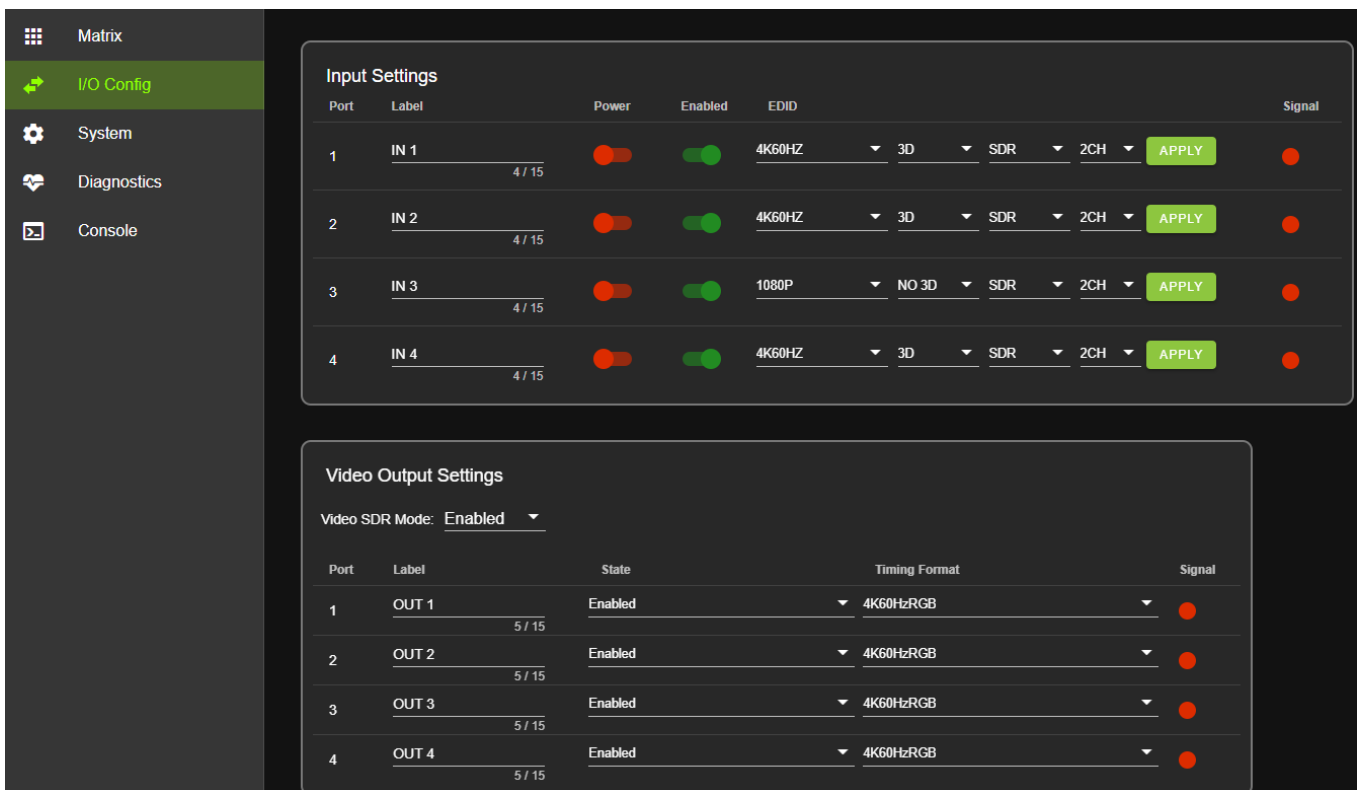 Matrix
I/O Config
System
Diagnostics
Console
Input Settings
Port Label Power Enabled EDID Signal
1 IN 1 4K60HZ 3D SDR 2CH APPLY
4 / 15
2 IN 2 4K60HZ 3D SDR 2CH APPLY
4 / 15
3 IN 3 1080P NO 3D SDR 2CH APPLY
4 / 15
4 IN 4 4K60HZ 3D SDR 2CH APPLY
4 / 15
Video Output Settings
Video SDR Mode: Enabled
Port Label State Timing Format Signal
1 OUT 1 Enabled 4K60HzRGB
5 / 15
2 OUT 2 Enabled 4K60HzRGB
5 / 15
3 OUT 3 Enabled 4K60HzRGB
5 / 15
4 OUT 4 Enabled 4K60HzRGB
5 / 15